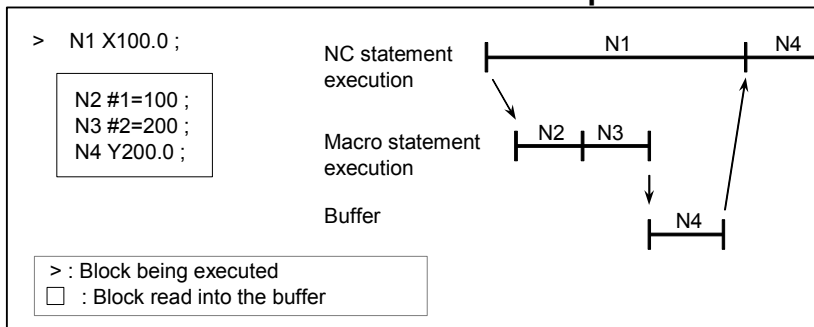 > N1 X100.0 ;
N2 #1=100 ;
N3 #2=200 ;
N4 Y200.0 ;
NC statement
execution
N1
N4
Macro statement
execution
N2
N3
Buffer
N4
> : Block being executed
□ : Block read into the buffer